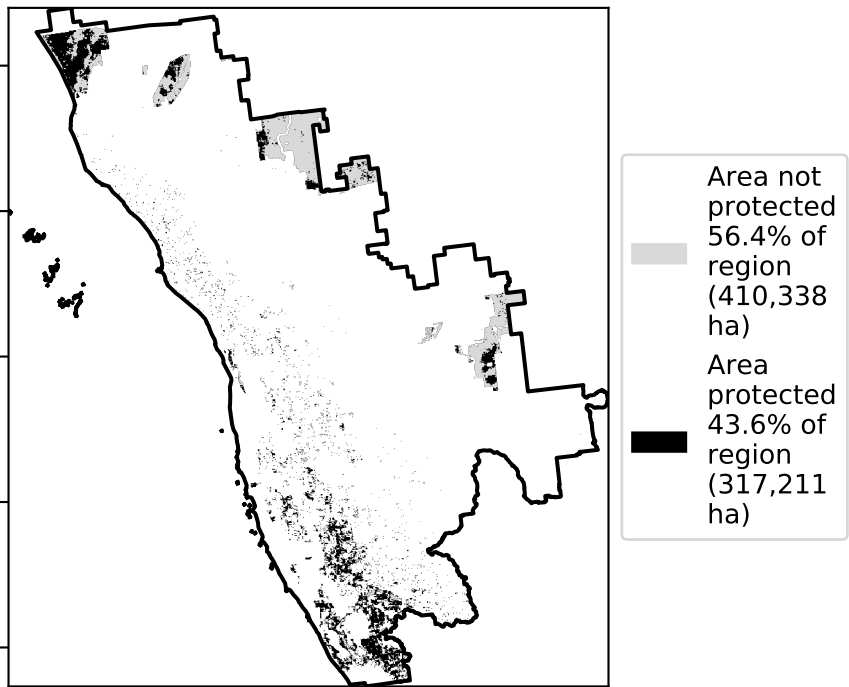 Area not
protected
56.4% of
region
(410,338
ha)
Area
protected
43.6% of
region
(317,211
ha)